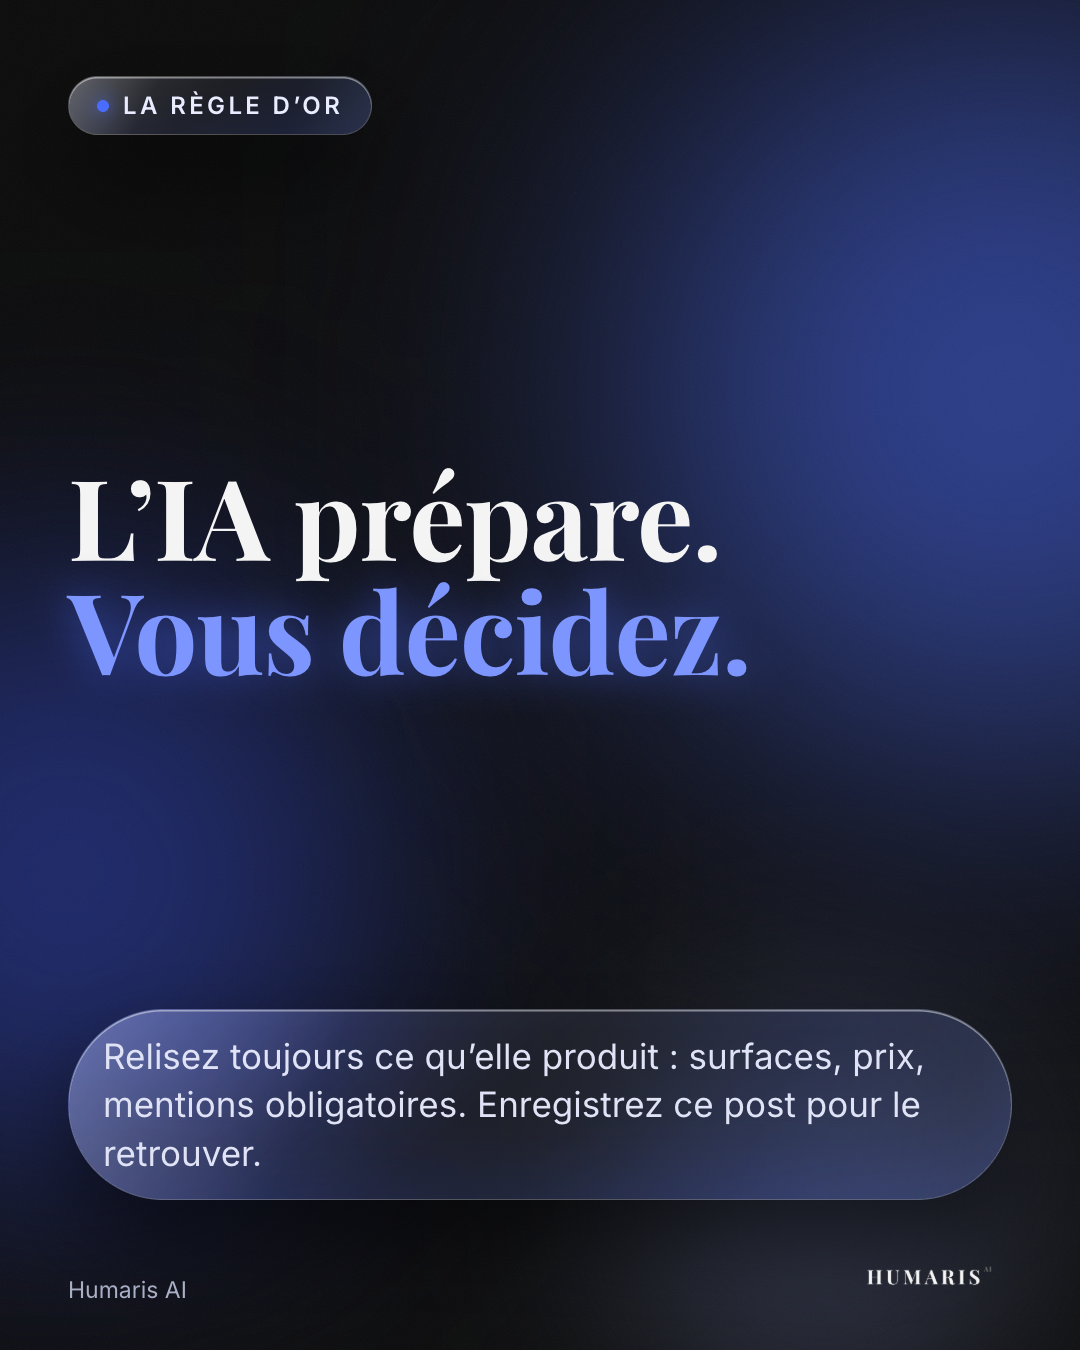 LA RÈGLE D’OR
L’IA prépare.
Vous décidez.
Relisez toujours ce qu’elle produit : surfaces, prix,
mentions obligatoires. Enregistrez ce post pour le
retrouver.
Humaris AI
HUMARIS AI